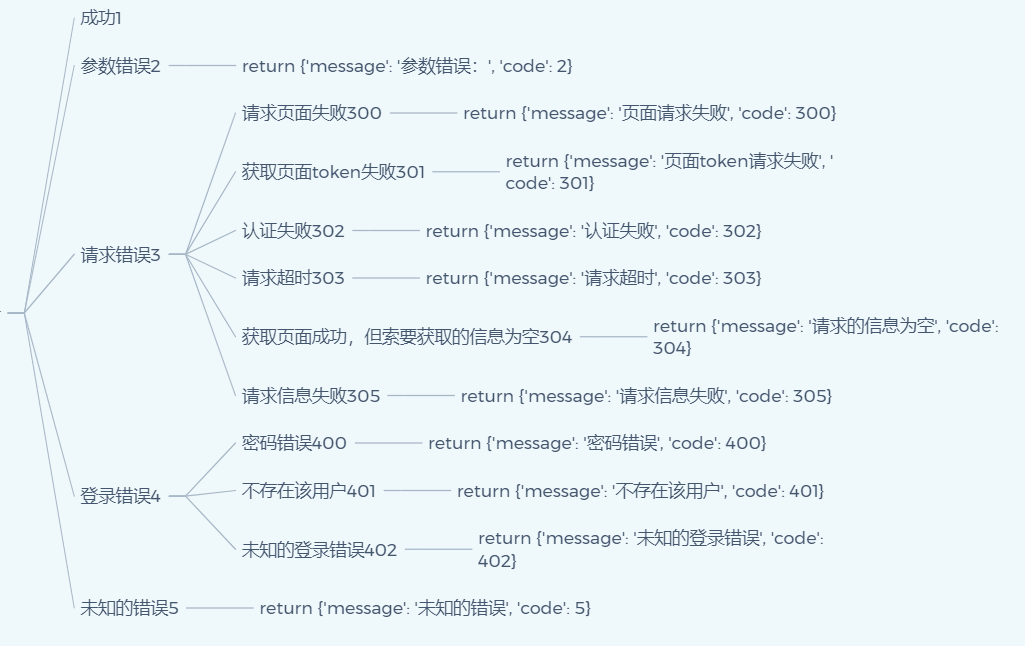 成功1
参数错误2
return {'message': '参数错误：', 'code': 2}
请求错误3
请求页面失败300
return {'message': '页面请求失败', 'code': 300}
获取页面token失败301
return {'message': '页面token请求失败', '
code': 301}
认证失败302
return {'message': '认证失败', 'code': 302}
请求超时303
return {'message': '请求超时', 'code': 303}
获取页面成功，但索要获取的信息为空304
return {'message': '请求的信息为空', 'code':
304}
请求信息失败305
return {'message': '请求信息失败', 'code': 305}
登录错误4
密码错误400
return {'message': '密码错误', 'code': 400}
不存在该用户401
return {'message': '不存在该用户', 'code': 401}
未知的登录错误402
return {'message': '未知的登录错误', 'code':
402}
未知的错误5
return {'message': '未知的错误', 'code': 5}